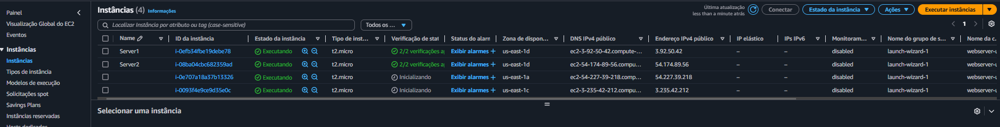 Painel
Visualização Global do EC2
Eventos
Instâncias
Instâncias
Tipos de instância
Modelos de execução
Solicitações spot
Savings Plans
Instâncias reservadas
Hosts dedicados
Instâncias (4) Informações
Última atualização
less than a minute atrás
Conectar
Estado da instância
Ações
Executar instâncias
Localizar Instância por atributo ou tag (case-sensitive)
Todos os ...
1
Name ID da instância Estado da instância Tipo de inst... Verificação de stat Status do alarn Zona de dispon... DNS IPv4 público Endereço IPv4 público IP elástico IPs IPv6 Monitoram... Nome do grupo de s... Nome da c
Server1 i-0efb34fbe19debe78 Executando t2.micro 2/2 verificações a Exibir alarmes + us-east-1d ec2-3-92-50-42.compute-... 3.92.50.42 – – disabled launch-wizard-1 webserver-u
Server2 i-08ba04cbc682359ad Executando t2.micro 2/2 verificações a Exibir alarmes + us-east-1d ec2-54-174-89-56.compu... 54.174.89.56 – – disabled launch-wizard-1 webserver-u
i-0e707a18a37b13326 Executando t2.micro Inicializando Exibir alarmes + us-east-1a ec2-54-227-39-218.comp... 54.227.39.218 – – disabled launch-wizard-1 webserver-u
i-0093f4e9ce9d35e0c Executando t2.micro Inicializando Exibir alarmes + us-east-1c ec2-3-235-42-212.compu... 3.235.42.212 – – disabled launch-wizard-1 webserver-u
Selecionar uma instância